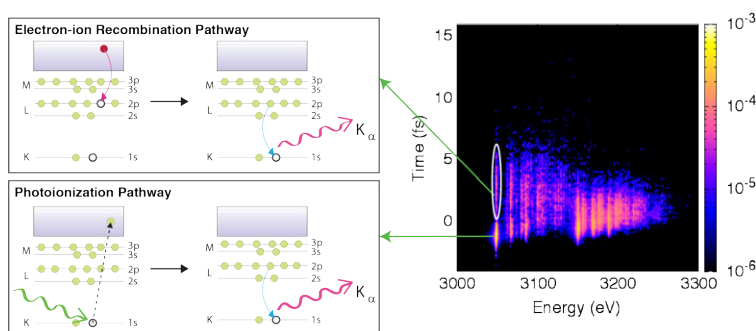 Electron-ion Recombination Pathway
M
3p
3s
L
2p
2s
K
1s
3p
3s
2p
2s
1s
Kα
Photoionization Pathway
M
3p
3s
L
2p
2s
K
1s
3p
3s
2p
2s
1s
Kα
Time (fs)
15
10
5
0
10-3
10-4
10-5
10-6
3000 3100 3200 3300
Energy (eV)